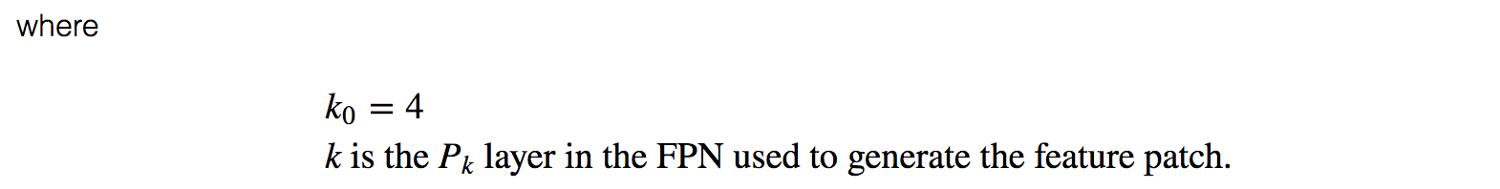 where
k₀ = 4
k is the Pₖ layer in the FPN used to generate the feature patch.